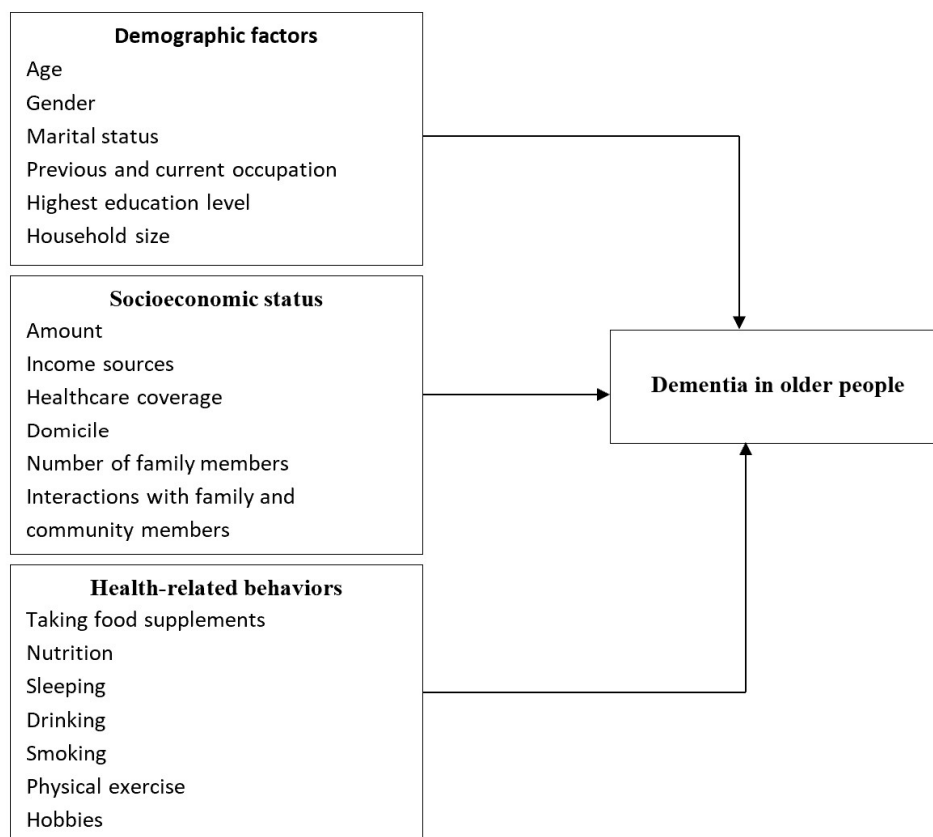 Demographic factors
Age
Gender
Marital status
Previous and current occupation
Highest education level
Household size
Socioeconomic status
Amount
Income sources
Healthcare coverage
Domicile
Number of family members
Interactions with family and
community members
Dementia in older people
Health-related behaviors
Taking food supplements
Nutrition
Sleeping
Drinking
Smoking
Physical exercise
Hobbies